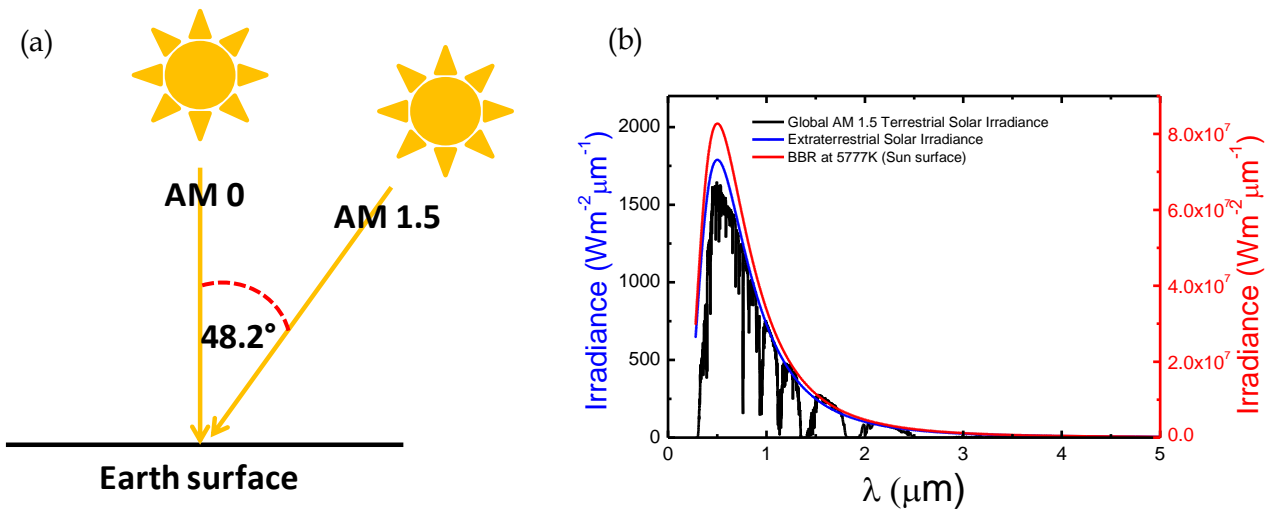 (a)
AM 0
AM 1.5
48.2°
Earth surface
(b)
Irradiance (Wm⁻²μm⁻¹)
2000
1500
1000
500
0
Global AM 1.5 Terrestrial Solar Irradiance
Extraterrestrial Solar Irradiance
BBR at 5777K (Sun surface)
8.0x10⁷
6.0x10⁷
4.0x10⁷
2.0x10⁷
0.0
Irradiance (Wm⁻²μm⁻¹)
0 1 2 3 4 5
λ (μm)